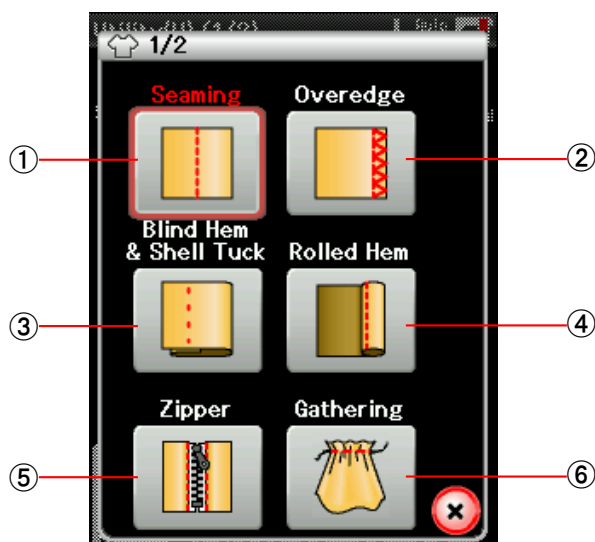 1/2
Seaming Overedge
① ②
Blind Hem
& Shell Tuck Rolled Hem
③ ④
Zipper Gathering
⑤ ⑥